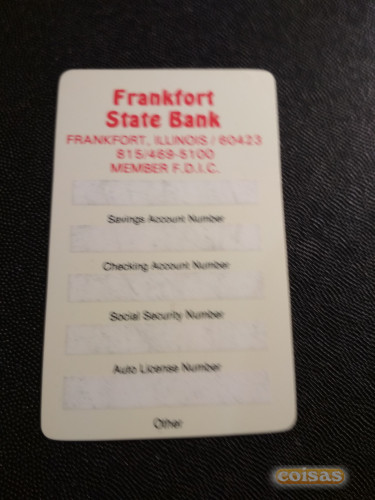 Frankfort
State Bank
FRANKFORT, ILLINOIS / 60423
815/469-5100
MEMBER F.D.I.C.
Savings Account Number
Checking Account Number
Social Security Number
Auto License Number
Other
coisas